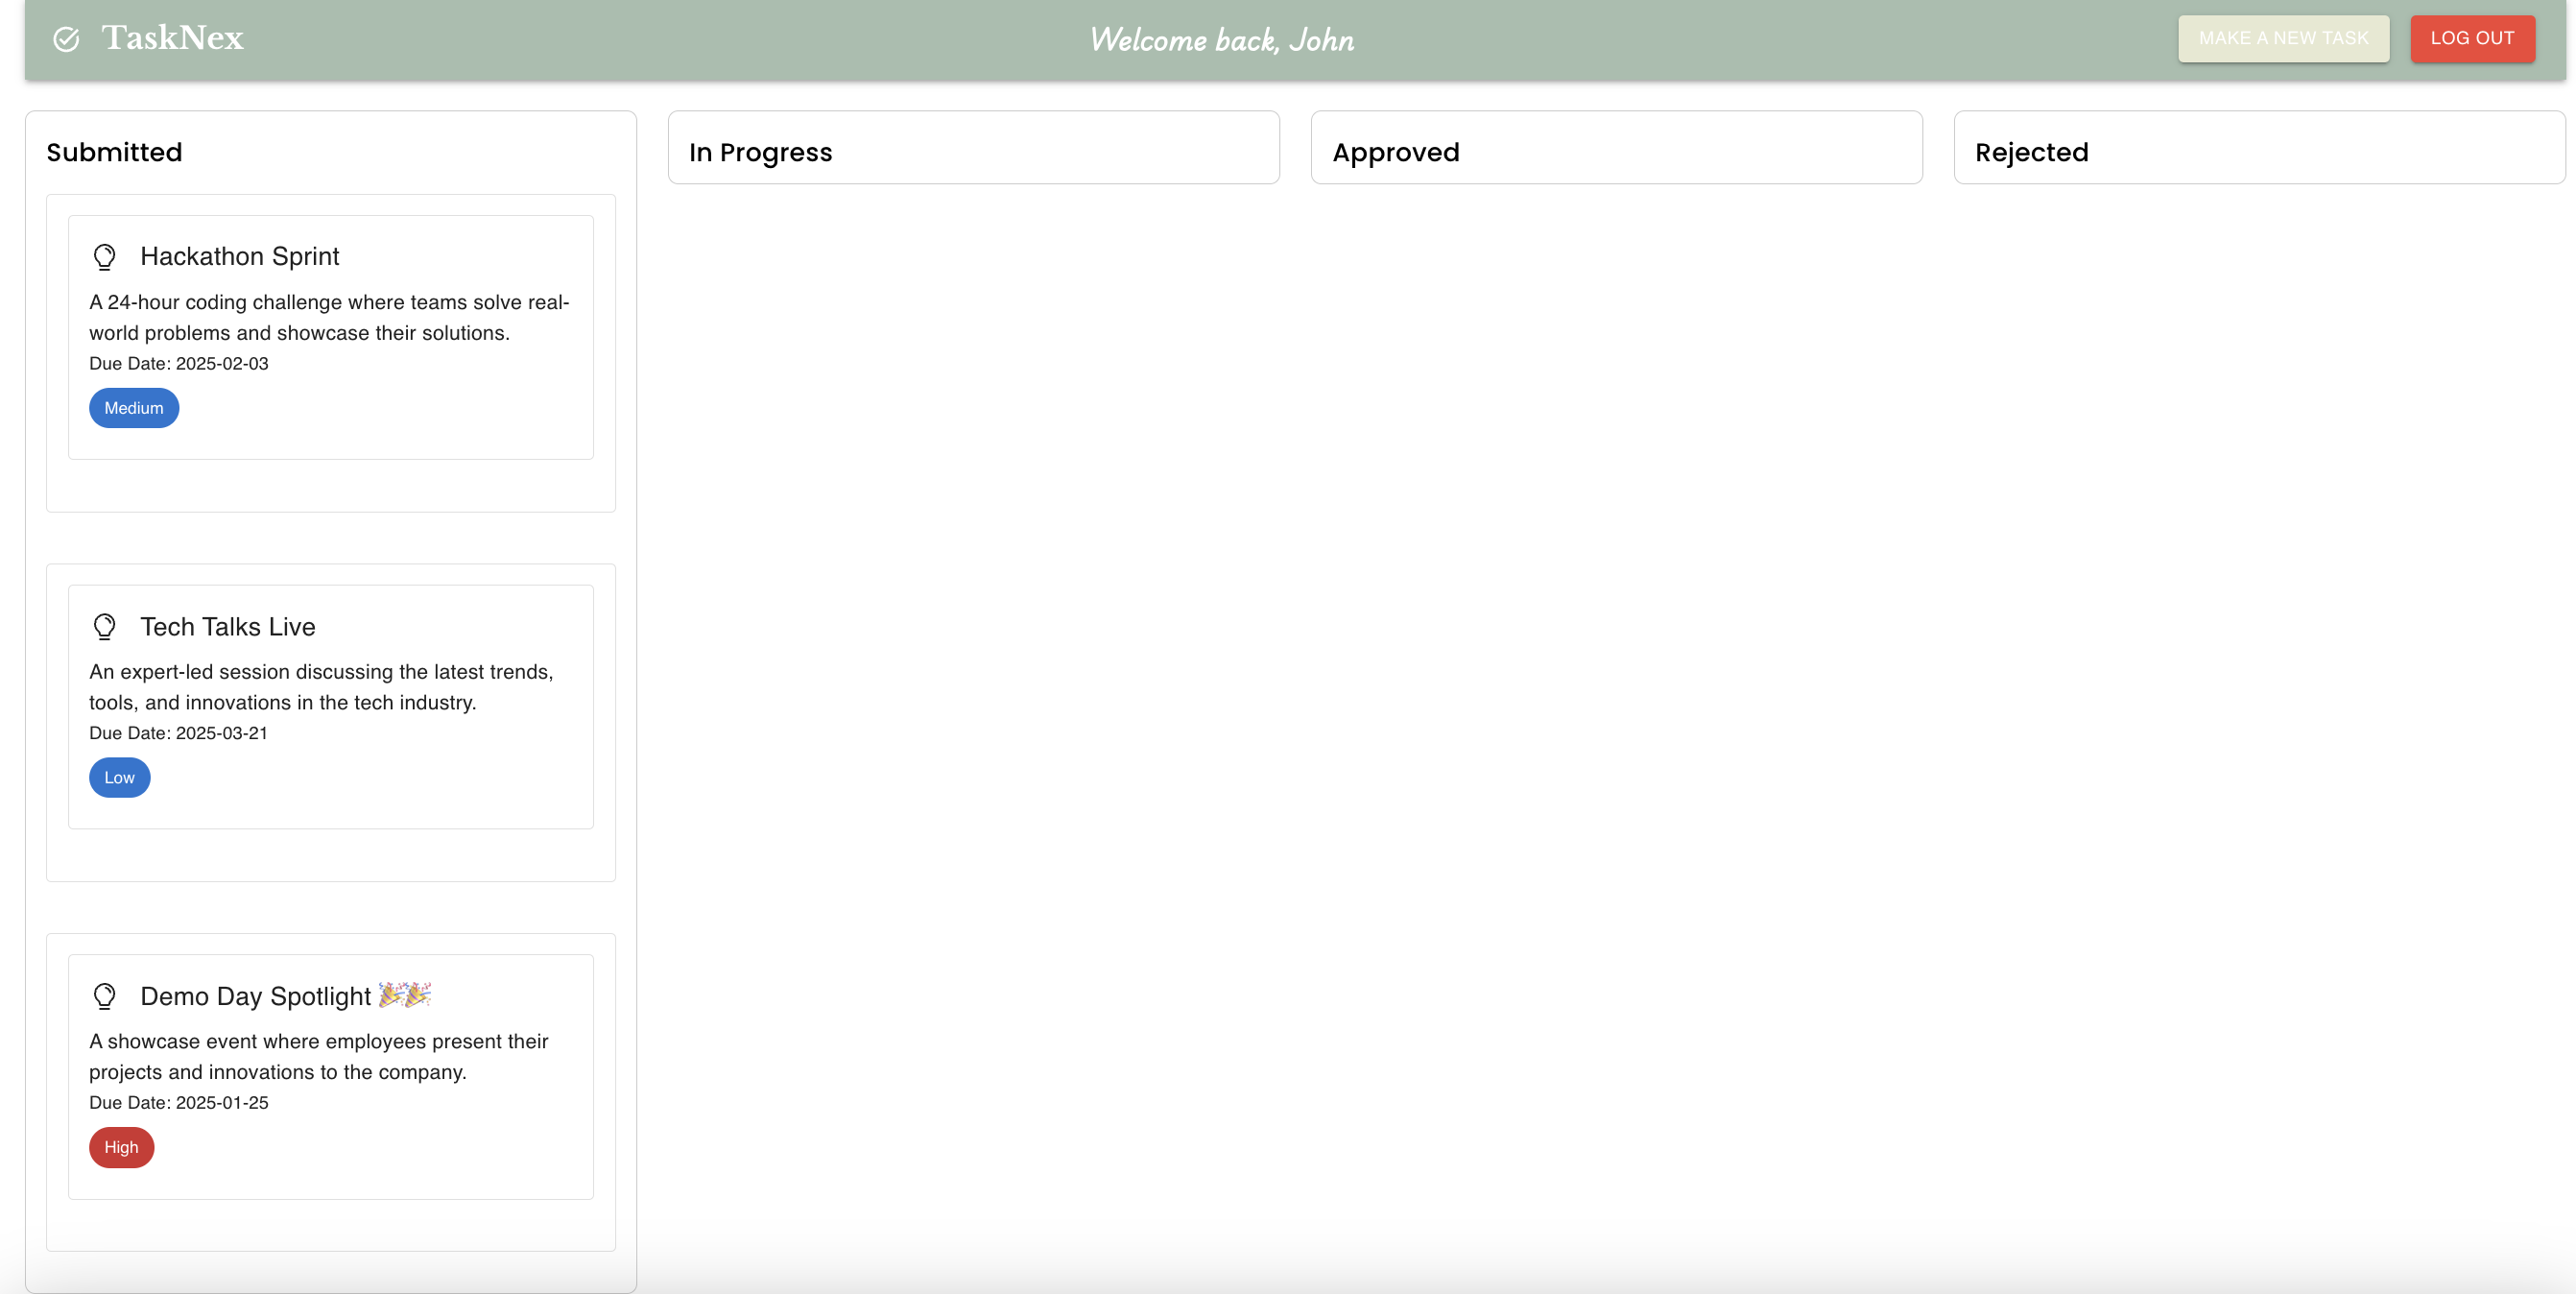 TaskNex
Welcome back, John
MAKE A NEW TASK
LOG OUT
Submitted
Hackathon Sprint
A 24-hour coding challenge where teams solve real-
world problems and showcase their solutions.
Due Date: 2025-02-03
Medium
Tech Talks Live
An expert-led session discussing the latest trends,
tools, and innovations in the tech industry.
Due Date: 2025-03-21
Low
Demo Day Spotlight 🎉🎉
A showcase event where employees present their
projects and innovations to the company.
Due Date: 2025-01-25
High
In Progress
Approved
Rejected